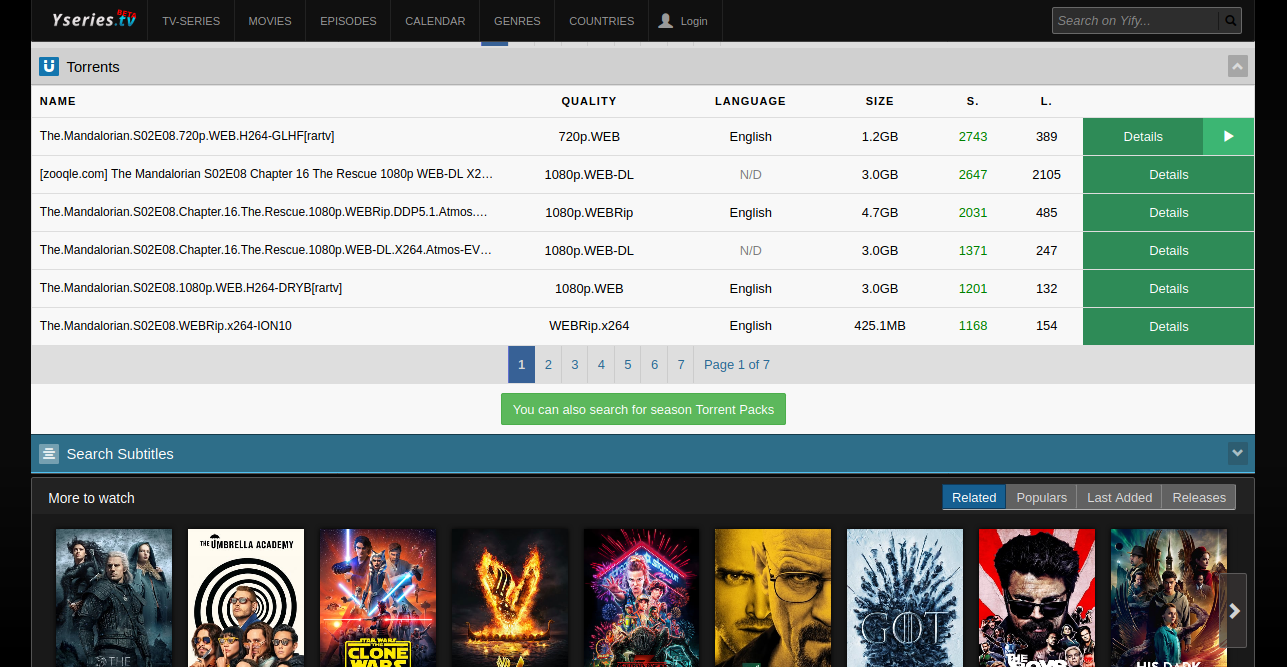 Yseries.tv BETA TV-SERIES MOVIES EPISODES CALENDAR GENRES COUNTRIES Login Search on Yify...
Torrents
NAME QUALITY LANGUAGE SIZE S. L.
The.Mandalorian.S02E08.720p.WEB.H264-GLHF[rartv] 720p.WEB English 1.2GB 2743 389 Details
[zooqle.com] The Mandalorian S02E08 Chapter 16 The Rescue 1080p WEB-DL X2… 1080p.WEB-DL N/D 3.0GB 2647 2105 Details
The.Mandalorian.S02E08.Chapter.16.The.Rescue.1080p.WEBRip.DDP5.1.Atmos.… 1080p.WEBRip English 4.7GB 2031 485 Details
The.Mandalorian.S02E08.Chapter.16.The.Rescue.1080p.WEB-DL.X264.Atmos-EV… 1080p.WEB-DL N/D 3.0GB 1371 247 Details
The.Mandalorian.S02E08.1080p.WEB.H264-DRYB[rartv] 1080p.WEB English 3.0GB 1201 132 Details
The.Mandalorian.S02E08.WEBRip.x264-ION10 WEBRip.x264 English 425.1MB 1168 154 Details
1 2 3 4 5 6 7 Page 1 of 7
You can also search for season Torrent Packs
Search Subtitles
More to watch Related Populars Last Added Releases
THE UMBRELLA ACADEMY
GOT
STAR WARS
THE
CLONE WARS
THE
THE BOYS
HIS DARK